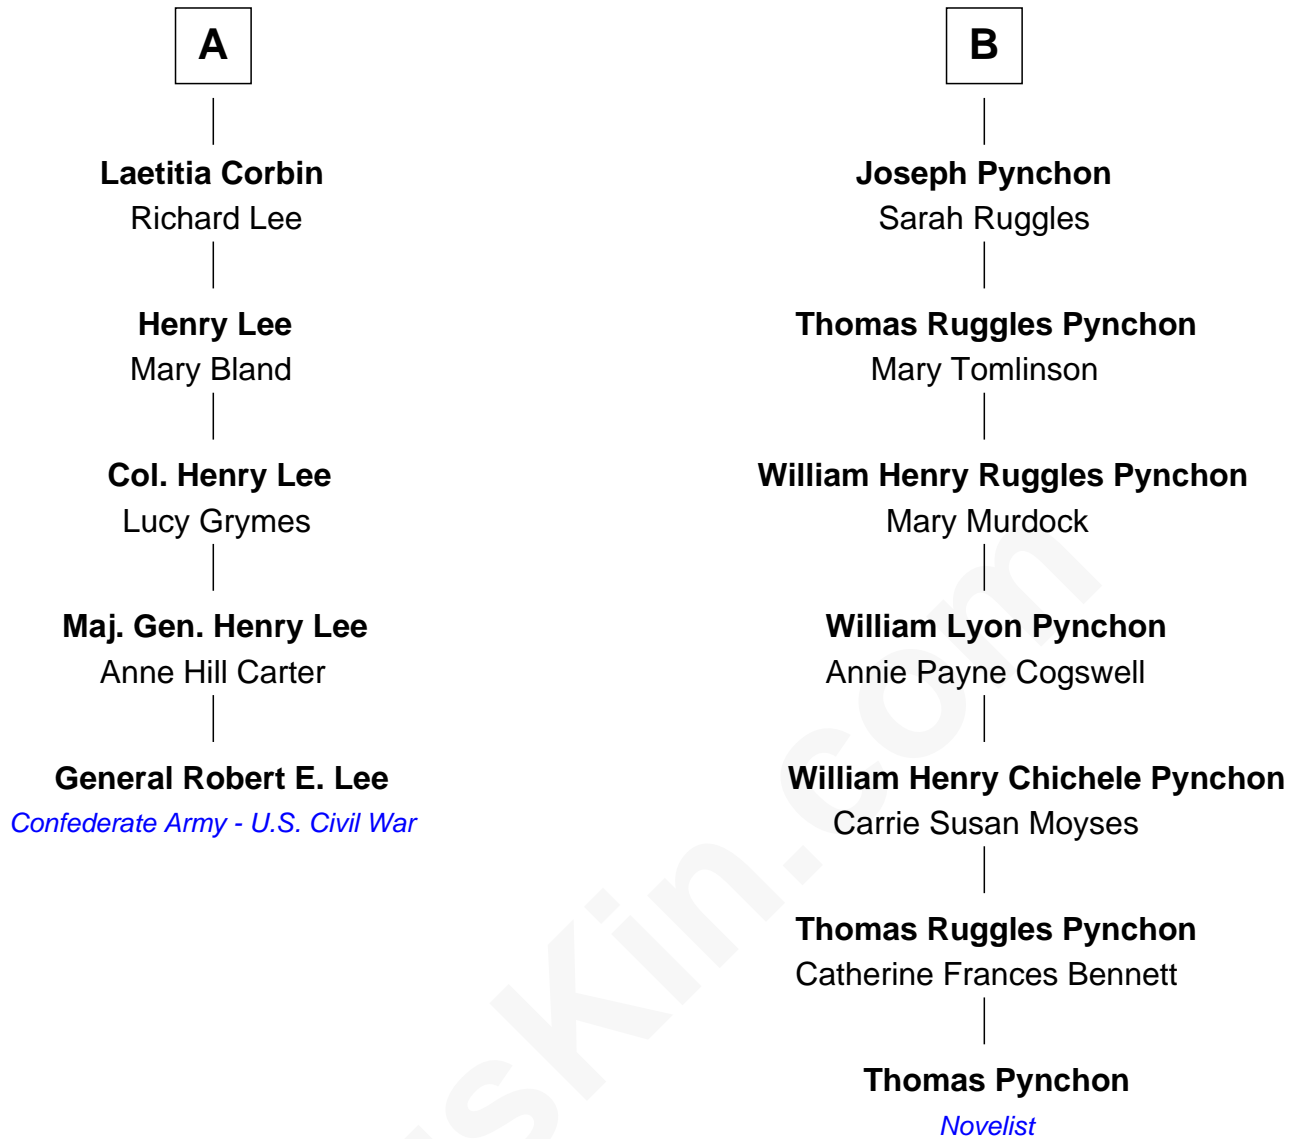 A
Laetitia Corbin
Richard Lee
Henry Lee
Mary Bland
Col. Henry Lee
Lucy Grymes
Maj. Gen. Henry Lee
Anne Hill Carter
General Robert E. Lee
Confederate Army - U.S. Civil War
B
Joseph Pynchon
Sarah Ruggles
Thomas Ruggles Pynchon
Mary Tomlinson
William Henry Ruggles Pynchon
Mary Murdock
William Lyon Pynchon
Annie Payne Cogswell
William Henry Chichele Pynchon
Carrie Susan Moyses
Thomas Ruggles Pynchon
Catherine Frances Bennett
Thomas Pynchon
Novelist
sKin.com